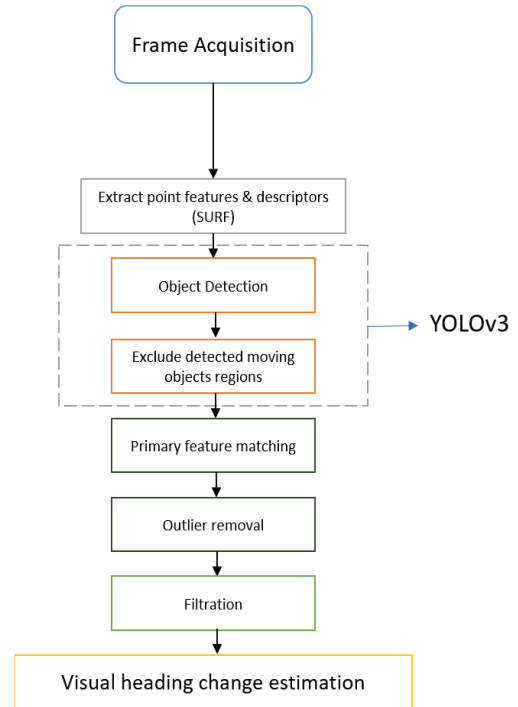 Frame Acquisition
Extract point features & descriptors
(SURF)
Object Detection
YOLOv3
Exclude detected moving
objects regions
Primary feature matching
Outlier removal
Filtration
Visual heading change estimation